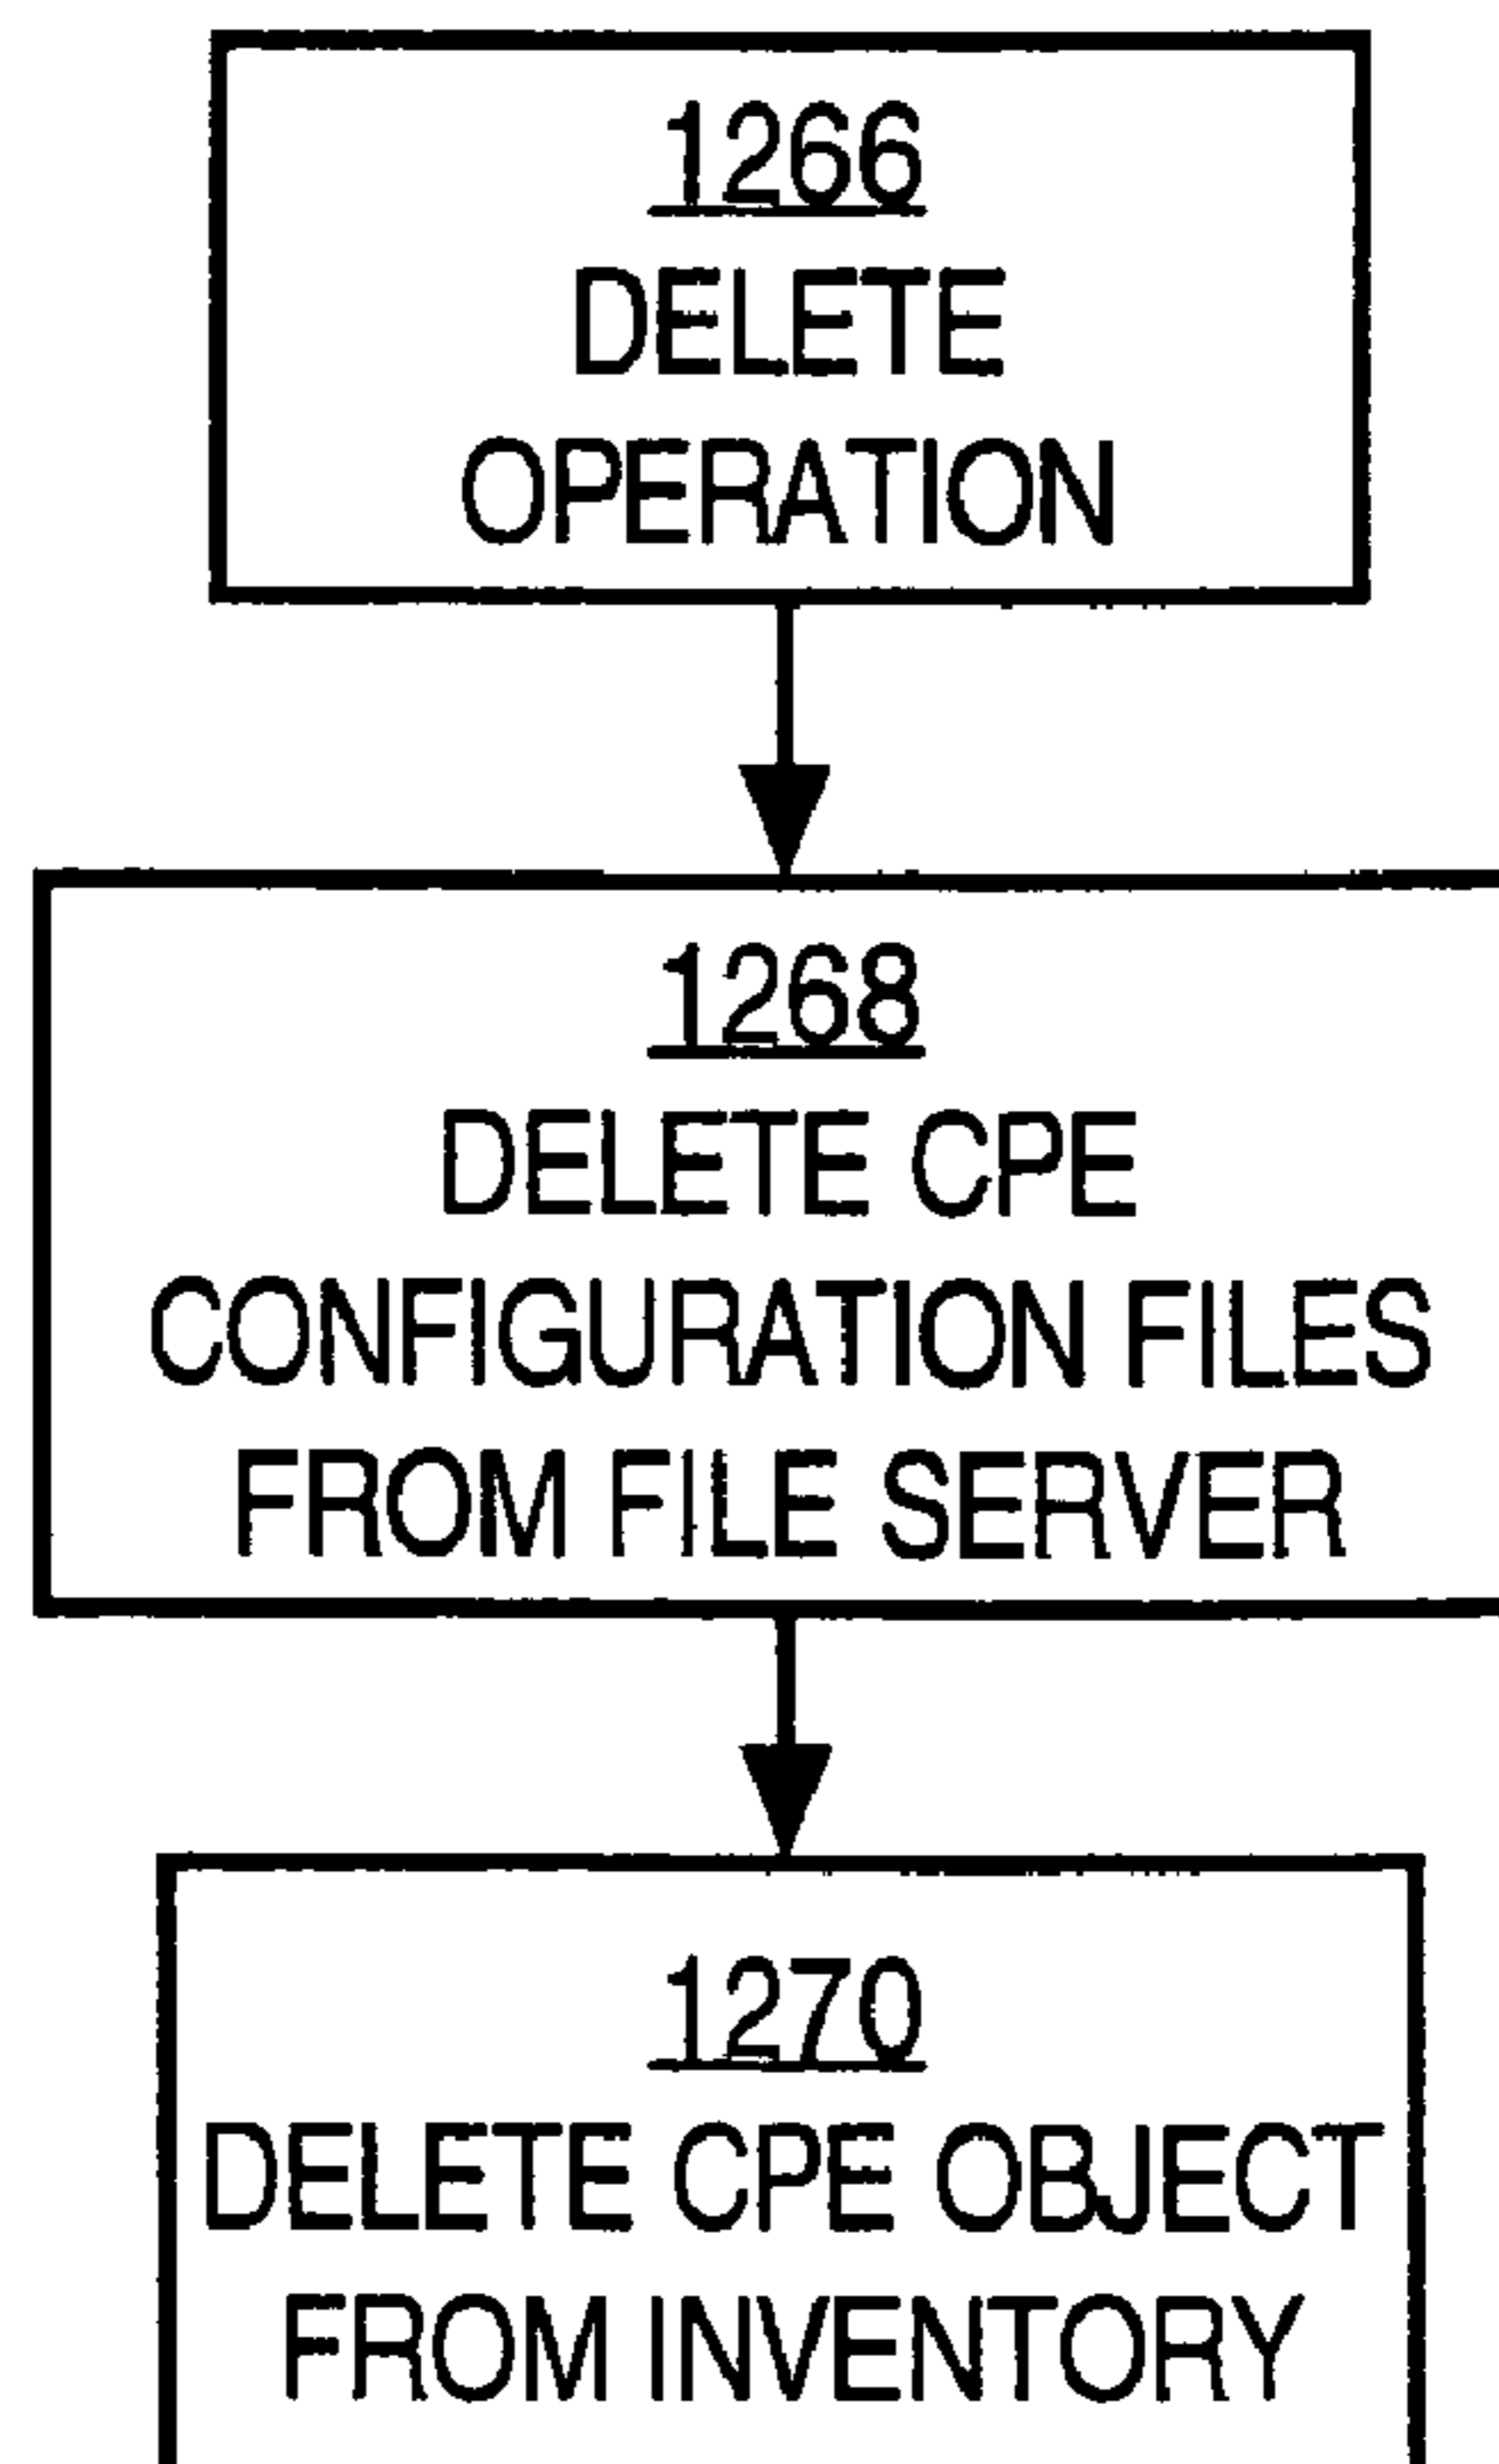 1266
DELETE
OPERATION
1268
DELETE CPE
CONFIGURATION FILES
FROM FILE SERVER
1270
DELETE CPE OBJECT
FROM INVENTORY